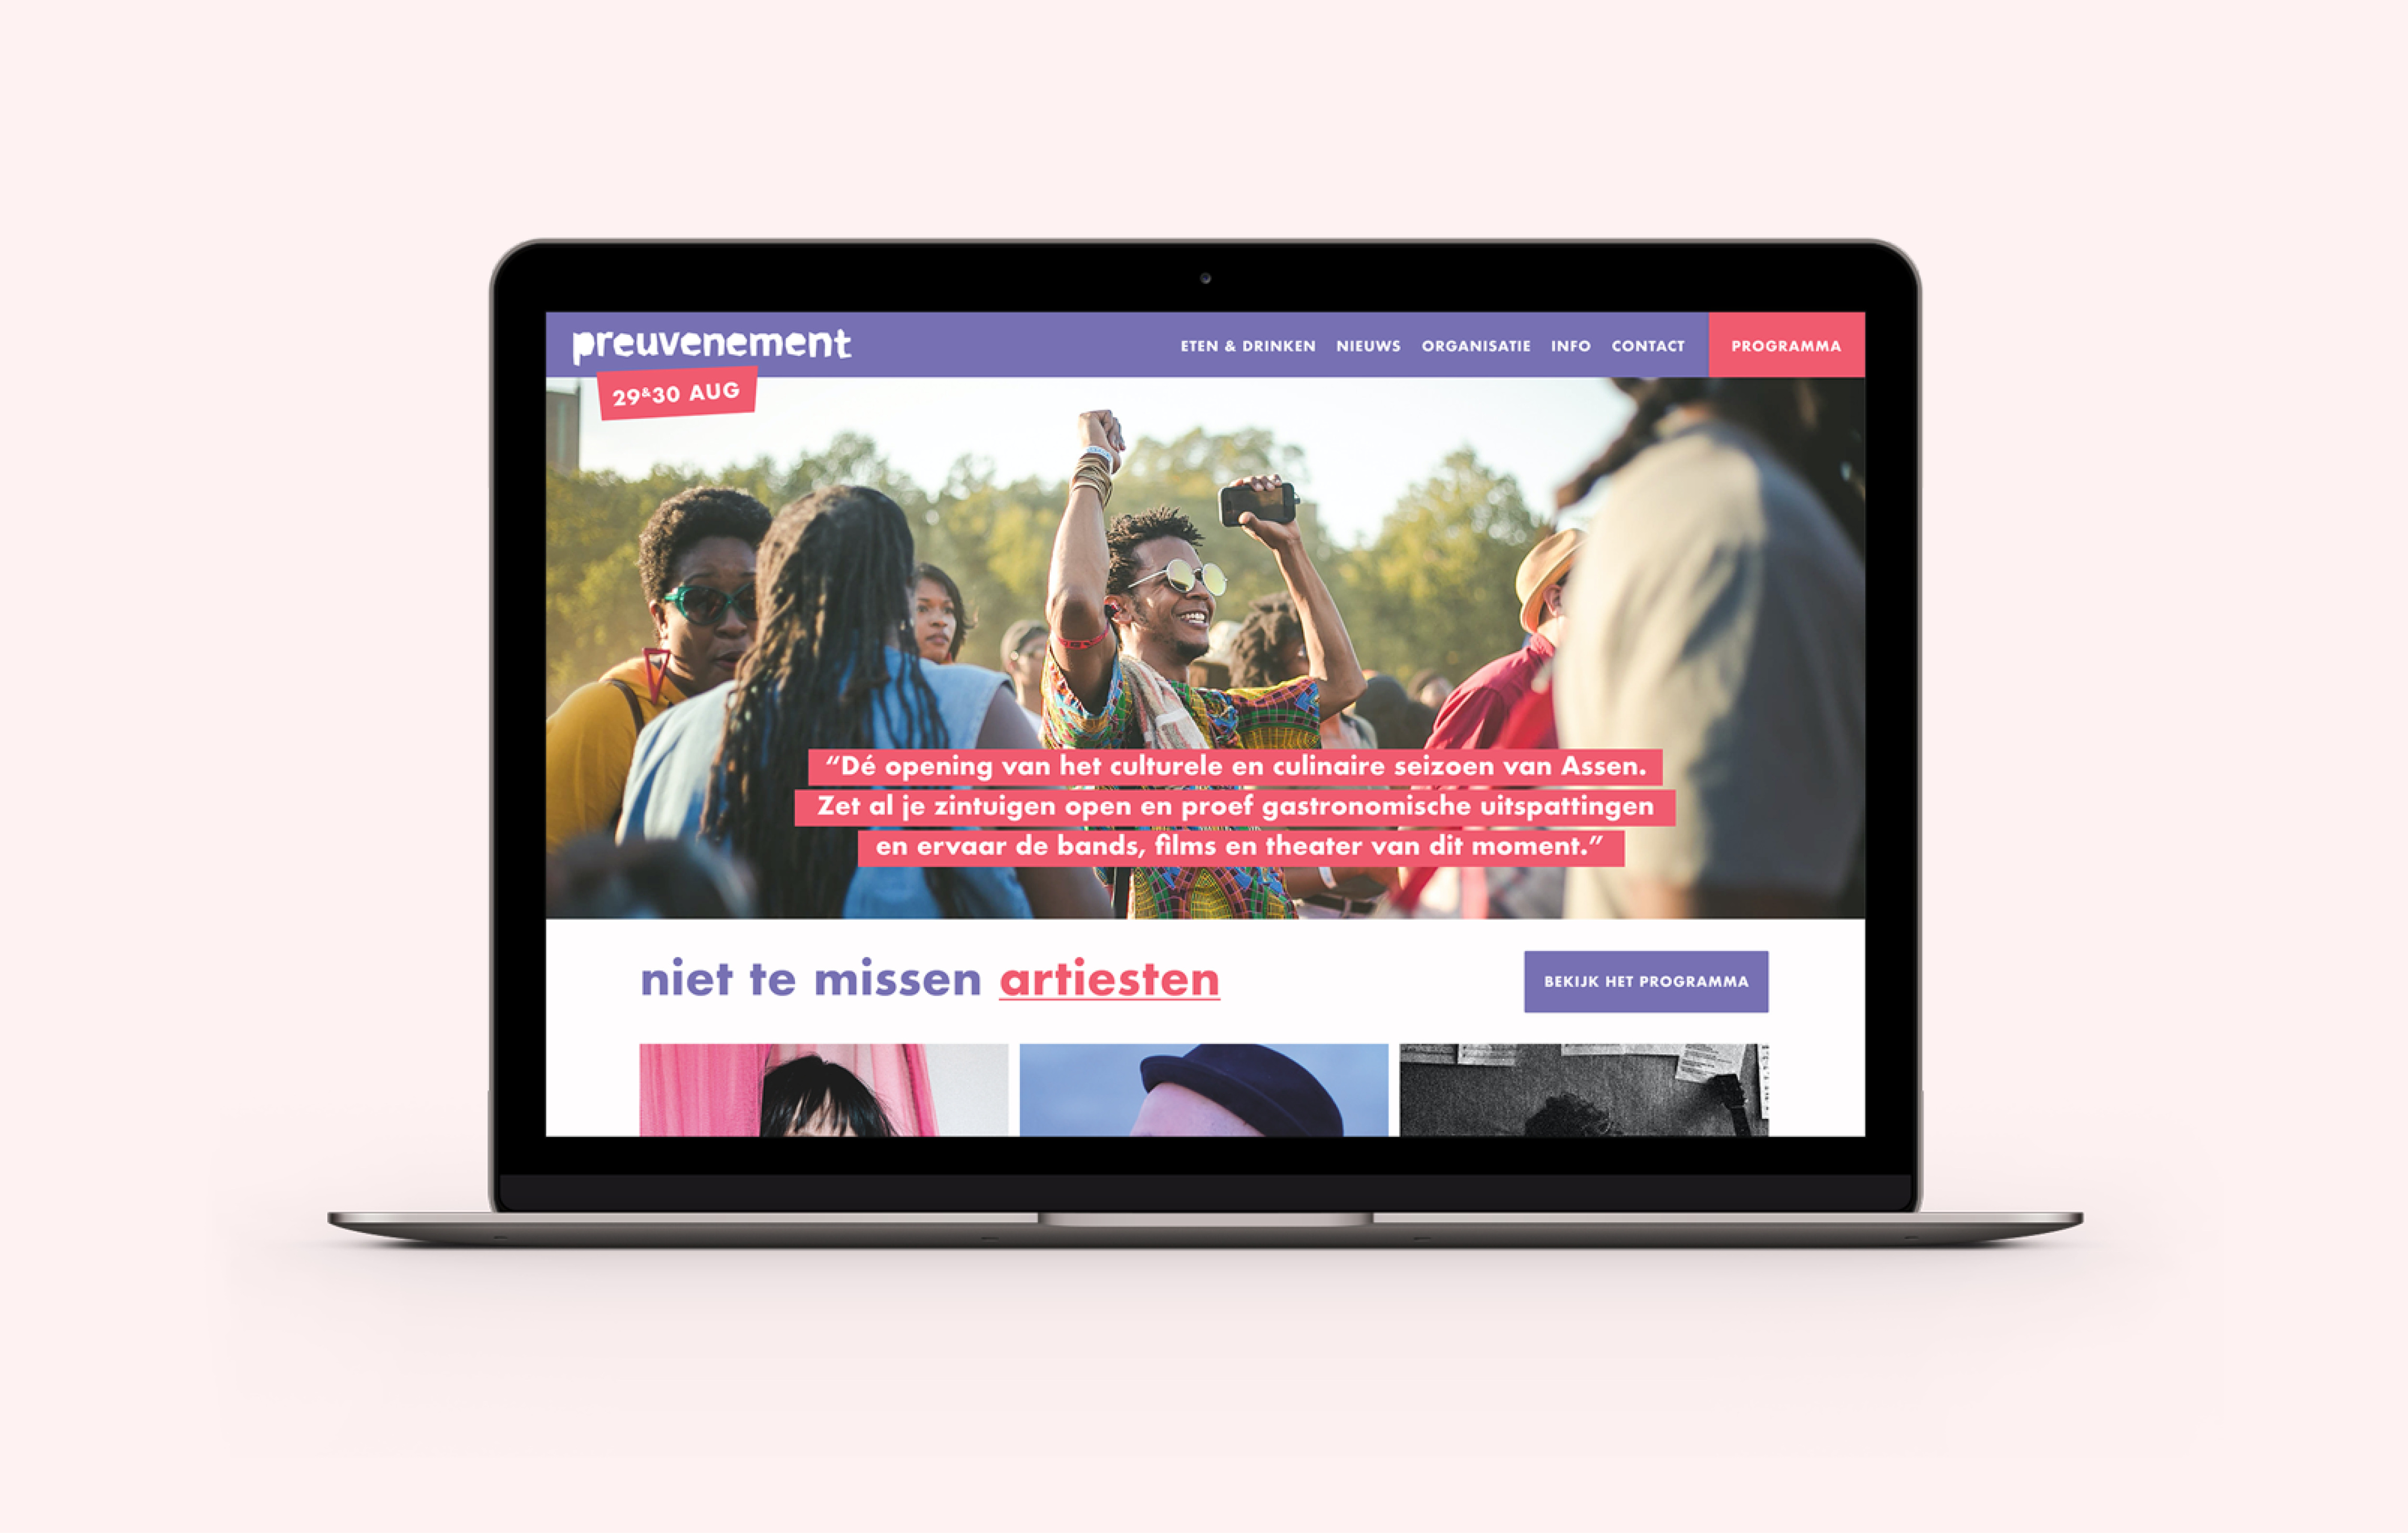 preuvenement
ETEN & DRINKEN NIEUWS ORGANISATIE INFO CONTACT PROGRAMMA
29&30 AUG
“Dé opening van het culturele en culinaire seizoen van Assen.
Zet al je zintuigen open en proef gastronomische uitspattingen
en ervaar de bands, films en theater van dit moment.”
niet te missen artiesten
BEKIJK HET PROGRAMMA